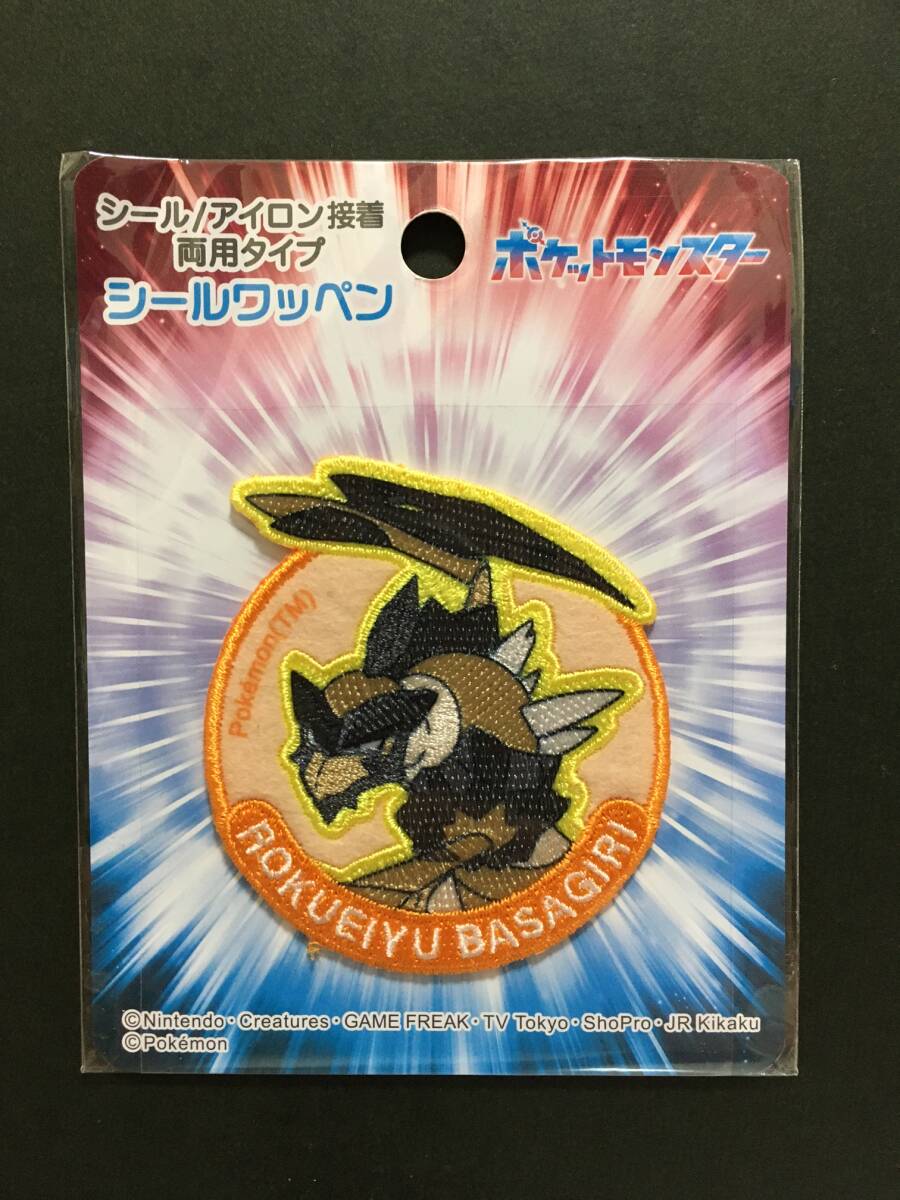 シール/アイロン接着
両用タイプ
シールワッペン
ポケットモンスター
Pokémon(TM)
ROKUEIYU BASAGIRI
©Nintendo・Creatures・GAME FREAK・TV Tokyo・ShoPro・JR Kikaku
©Pokémon